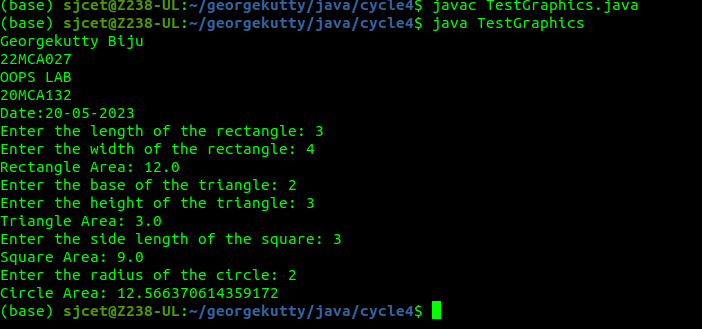 (base) sjcet@Z238-UL:~/georgekutty/java/cycle4$ javac TestGraphics.java
(base) sjcet@Z238-UL:~/georgekutty/java/cycle4$ java TestGraphics
Georgekutty Biju
22MCA027
OOPS LAB
20MCA132
Date:20-05-2023
Enter the length of the rectangle: 3
Enter the width of the rectangle: 4
Rectangle Area: 12.0
Enter the base of the triangle: 2
Enter the height of the triangle: 3
Triangle Area: 3.0
Enter the side length of the square: 3
Square Area: 9.0
Enter the radius of the circle: 2
Circle Area: 12.566370614359172
(base) sjcet@Z238-UL:~/georgekutty/java/cycle4$